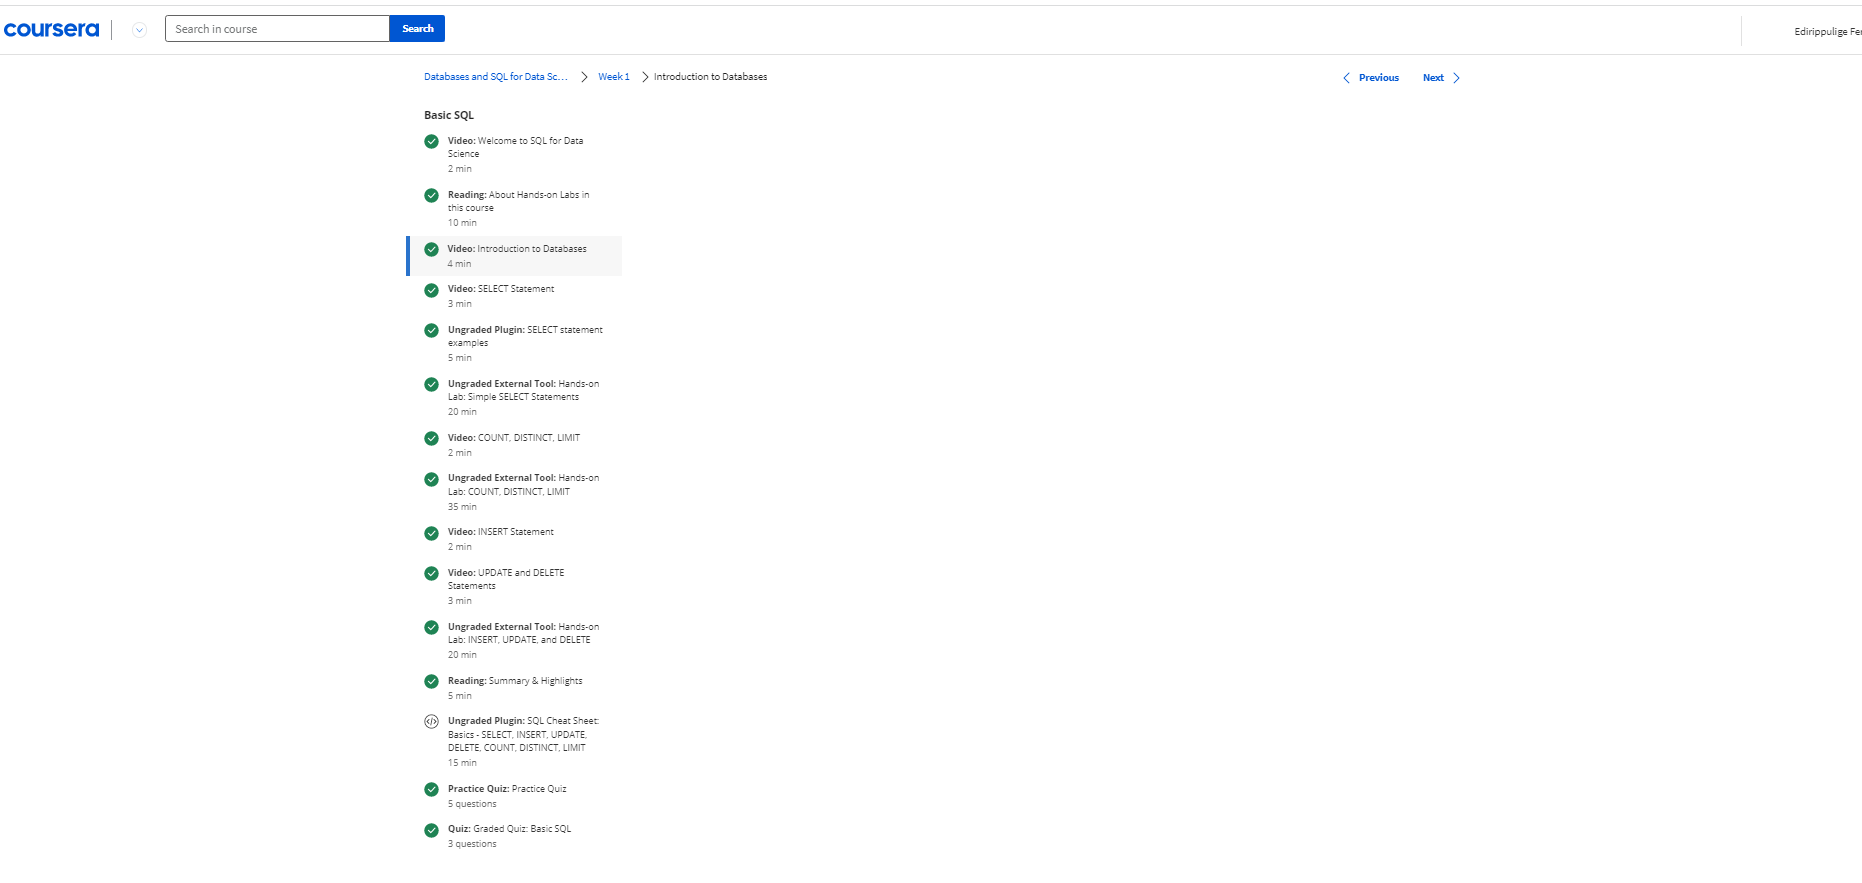 coursera
Search in course
Search
Edirippulige Fe
Databases and SQL for Data Sc...
Week 1
Introduction to Databases
Previous
Next
Basic SQL
Video: Welcome to SQL for Data
Science
2 min
Reading: About Hands-on Labs in
this course
10 min
Video: Introduction to Databases
4 min
Video: SELECT Statement
3 min
Ungraded Plugin: SELECT statement
examples
5 min
Ungraded External Tool: Hands-on
Lab: Simple SELECT Statements
20 min
Video: COUNT, DISTINCT, LIMIT
2 min
Ungraded External Tool: Hands-on
Lab: COUNT, DISTINCT, LIMIT
35 min
Video: INSERT Statement
2 min
Video: UPDATE and DELETE
Statements
3 min
Ungraded External Tool: Hands-on
Lab: INSERT, UPDATE, and DELETE
20 min
Reading: Summary & Highlights
5 min
Ungraded Plugin: SQL Cheat Sheet:
Basics - SELECT, INSERT, UPDATE,
DELETE, COUNT, DISTINCT, LIMIT
15 min
Practice Quiz: Practice Quiz
5 questions
Quiz: Graded Quiz: Basic SQL
3 questions